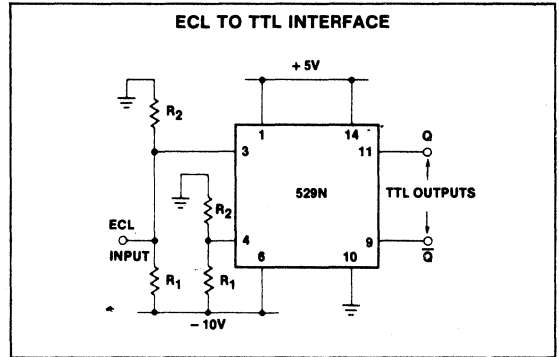 ECL TO TTL INTERFACE
+ 5V
R2
1
14
3
11
Q
529N
R2
TTL OUTPUTS
ECL
INPUT
4
9
Q̅
6
10
R1
R1
– 10V